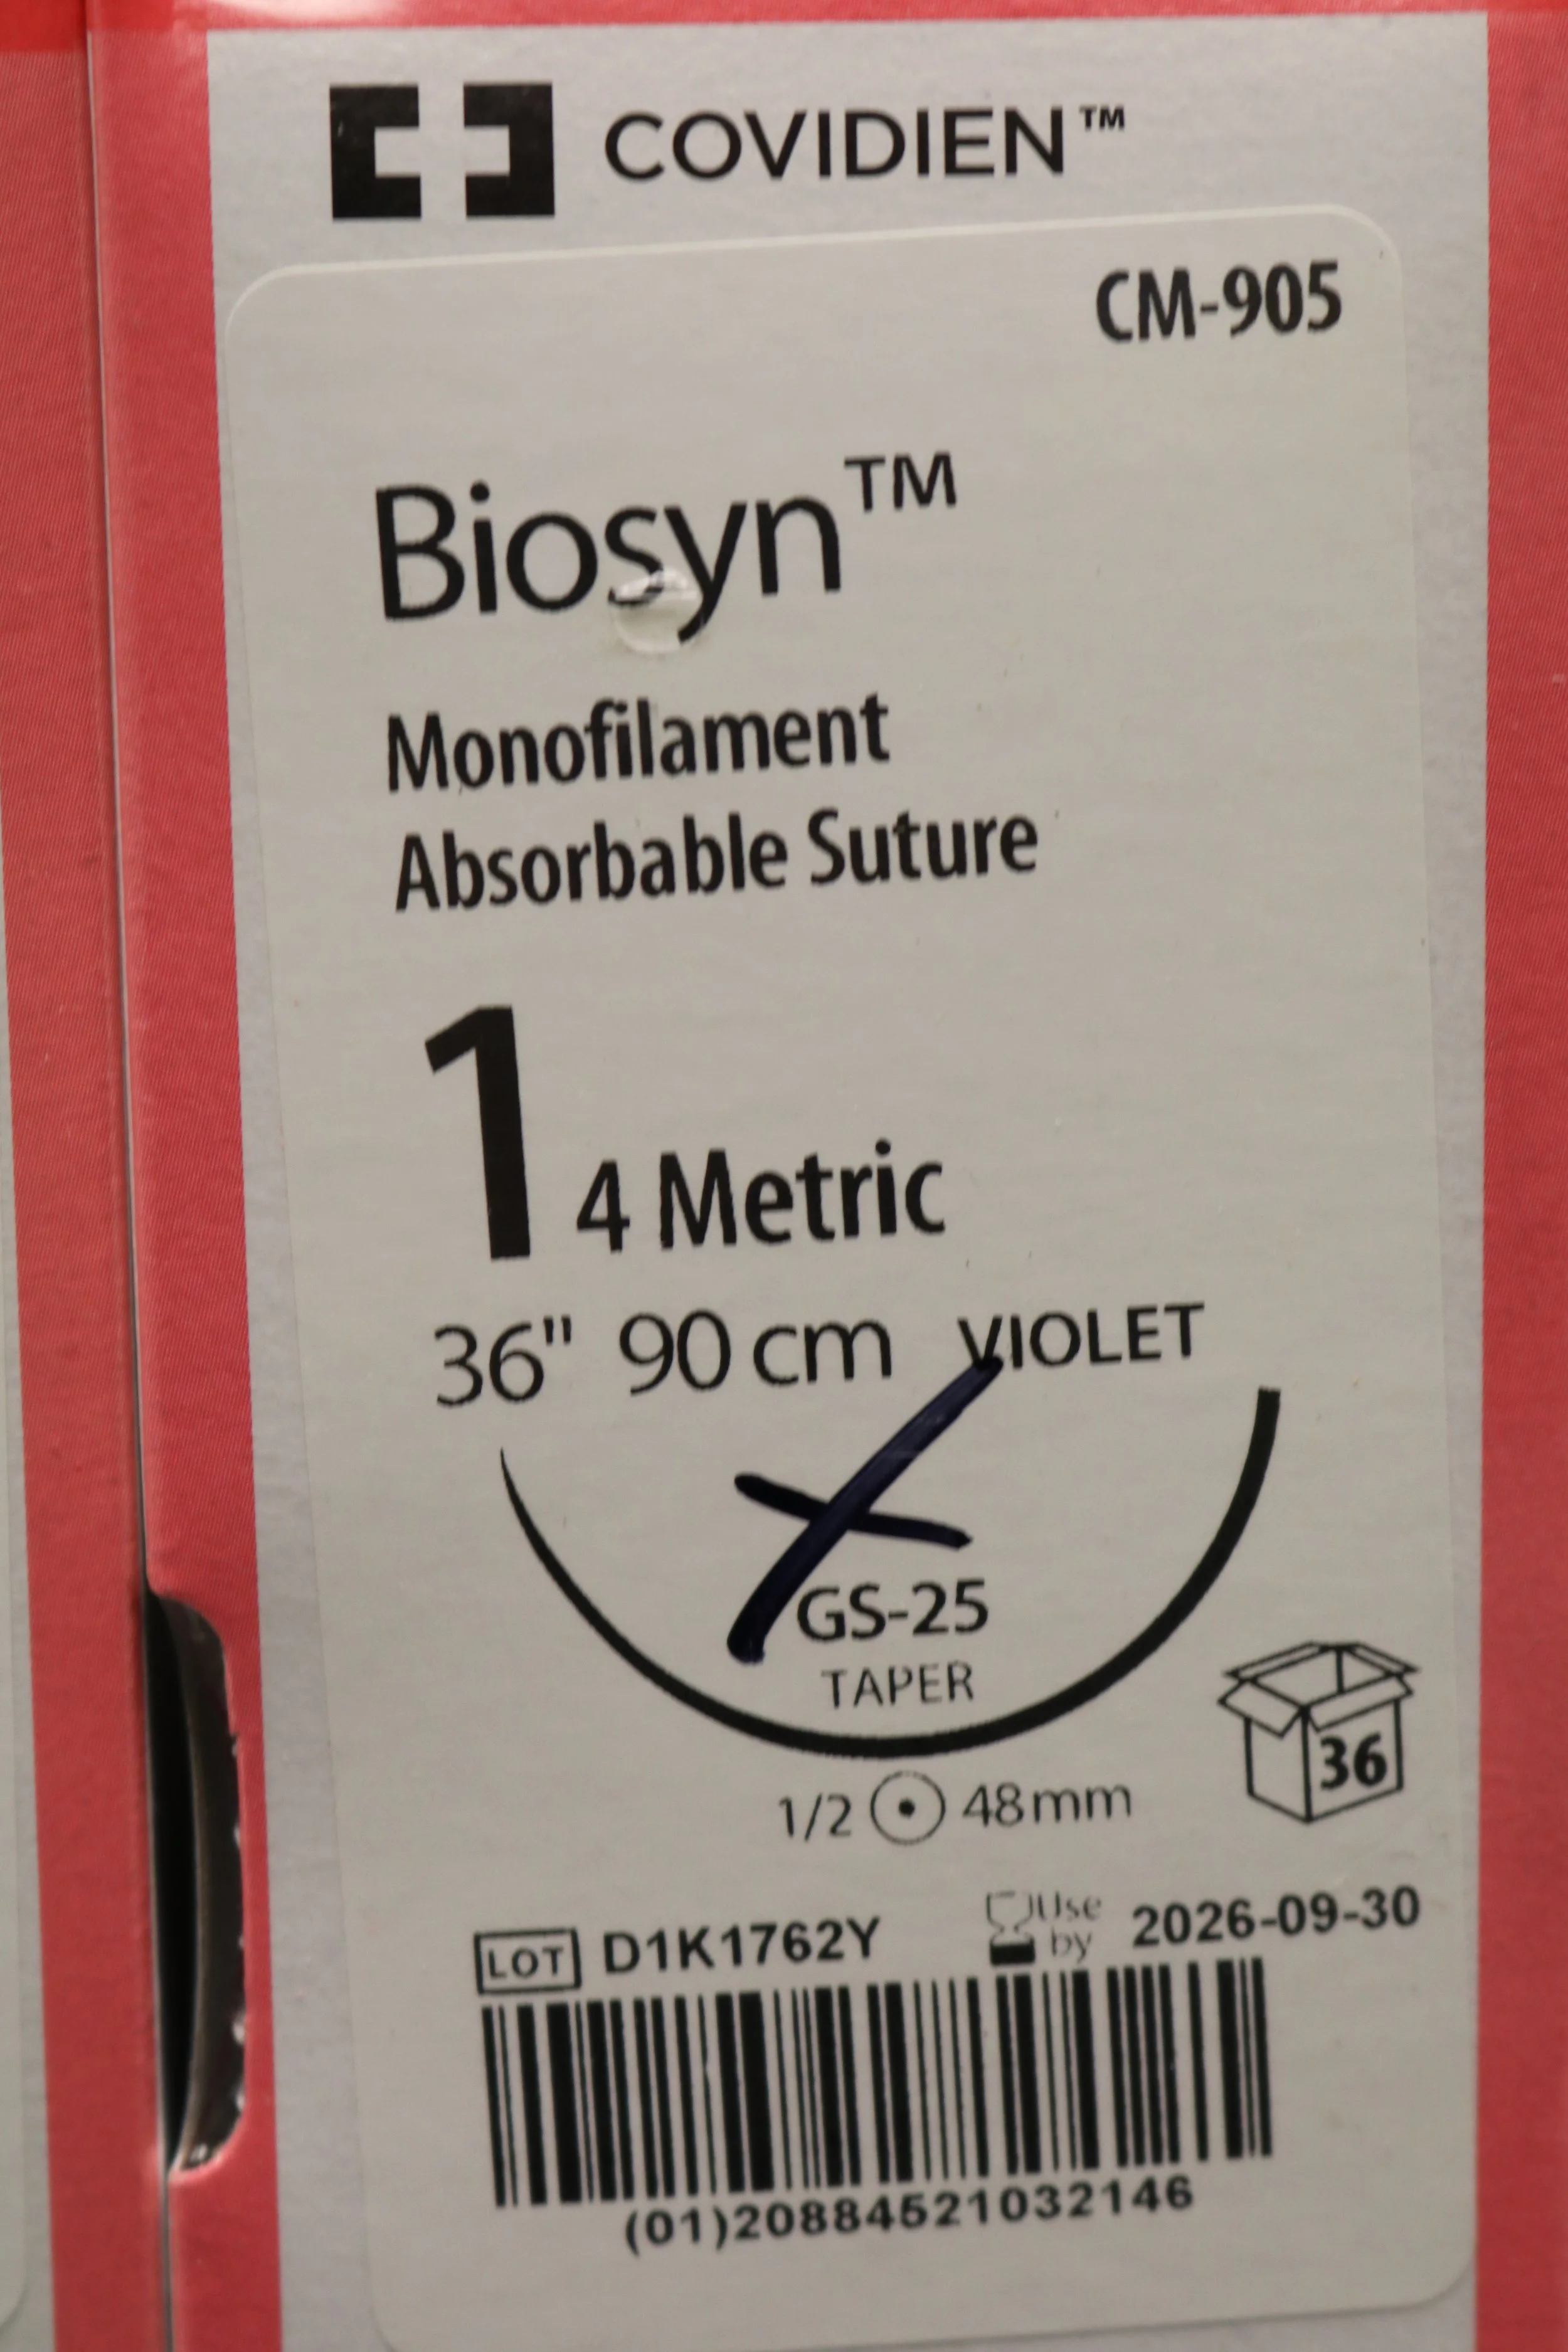 COVIDIEN™
CM-905
Biosyn™
Monofilament
Absorbable Suture
1 4 Metric
36" 90 cm VIOLET
GS-25
TAPER
36
1/2 48mm
LOT D1K1762Y Use by 2026-09-30
(01)20884521032146